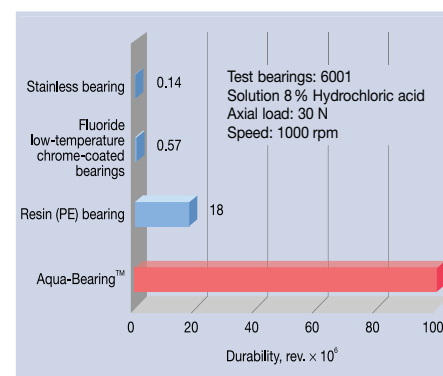 Stainless bearing
0.14
Fluoride
low-temperature
chrome-coated
bearings
0.57
Resin (PE) bearing
18
Aqua-Bearing™
Test bearings: 6001
Solution 8 % Hydrochloric acid
Axial load: 30 N
Speed: 1000 rpm
0 20 40 60 80 100
Durability, rev. × 10⁶